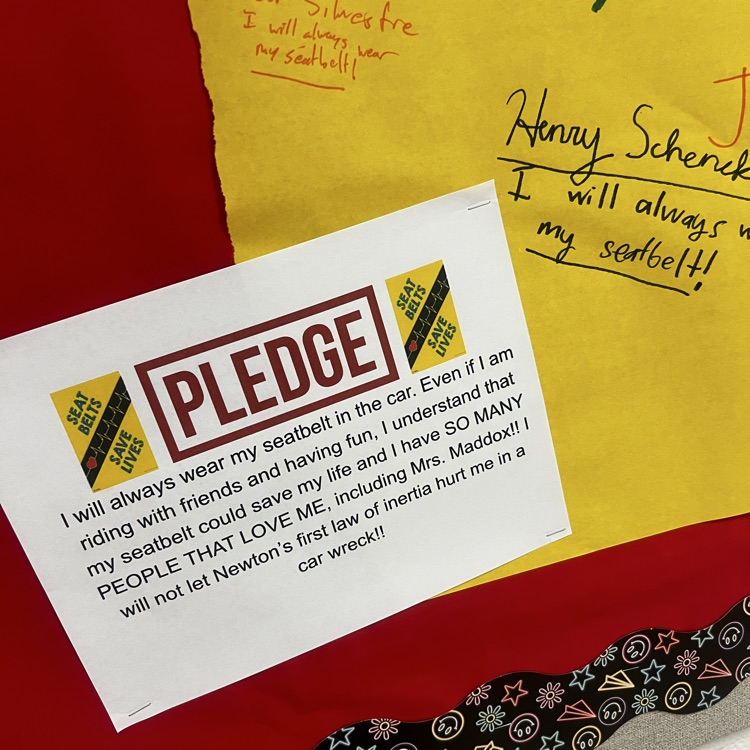 Silvestre
I will always wear
my seatbelt!
Henry Schenck
I will always
my seatbelt!
SEAT
BELTS
SAVE
LIVES
PLEDGE
SEAT
BELTS
SAVE
LIVES
I will always wear my seatbelt in the car. Even if I am
riding with friends and having fun, I understand that
my seatbelt could save my life and I have SO MANY
PEOPLE THAT LOVE ME, including Mrs. Maddox!! I
will not let Newton's first law of inertia hurt me in a
car wreck!!